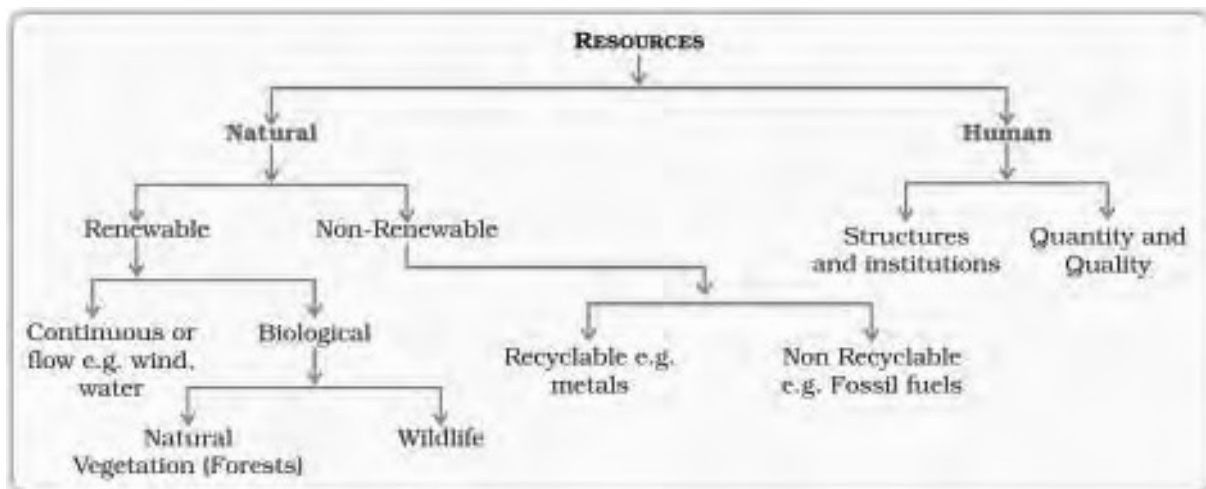 RESOURCES
Natural
Human
Renewable
Non-Renewable
Structures
and institutions
Quantity and
Quality
Continuous or
flow e.g. wind,
water
Biological
Recyclable e.g.
metals
Non Recyclable
e.g. Fossil fuels
Natural
Vegetation (Forests)
Wildlife